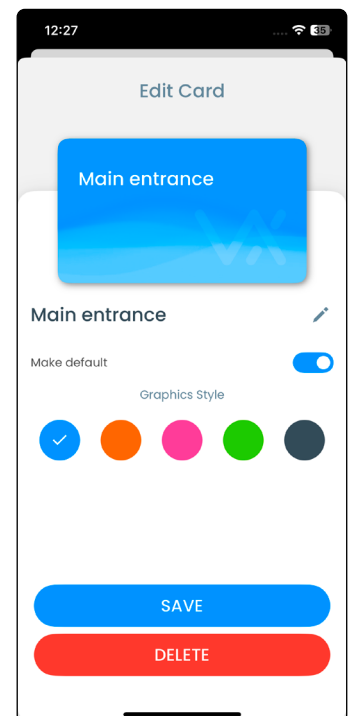 12:27
35
Edit Card
Main entrance
Main entrance
Make default
Graphics Style
SAVE
DELETE